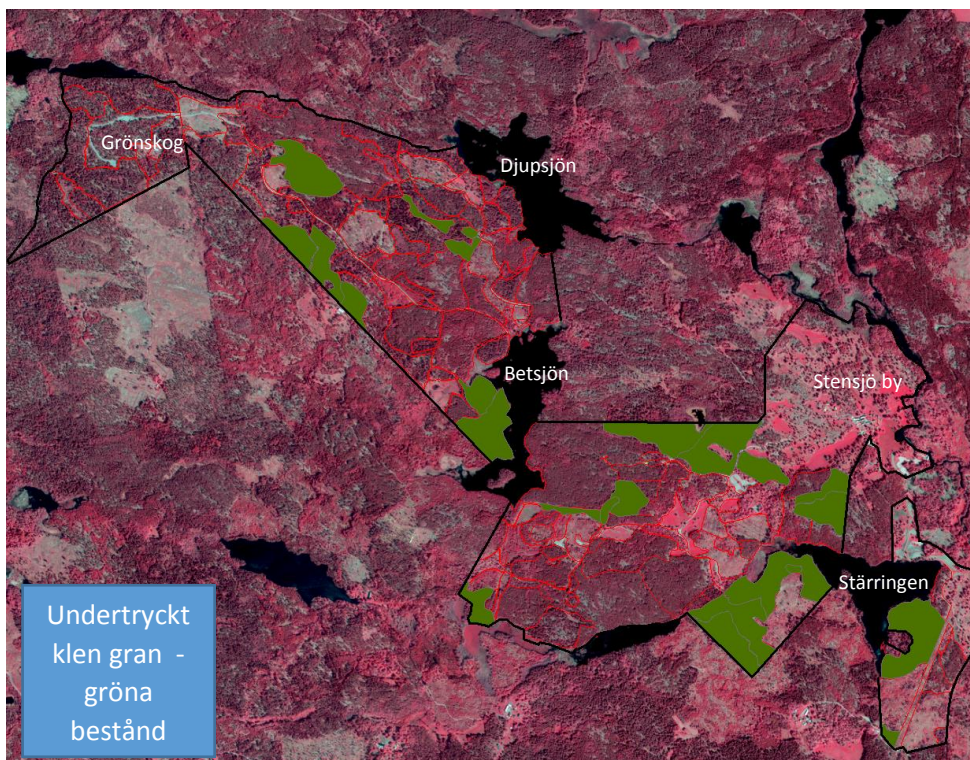 Grönskog
Djupsjön
Betsjön
Stensjö by
Stärringen
Undertryckt
klen gran -
gröna
bestånd